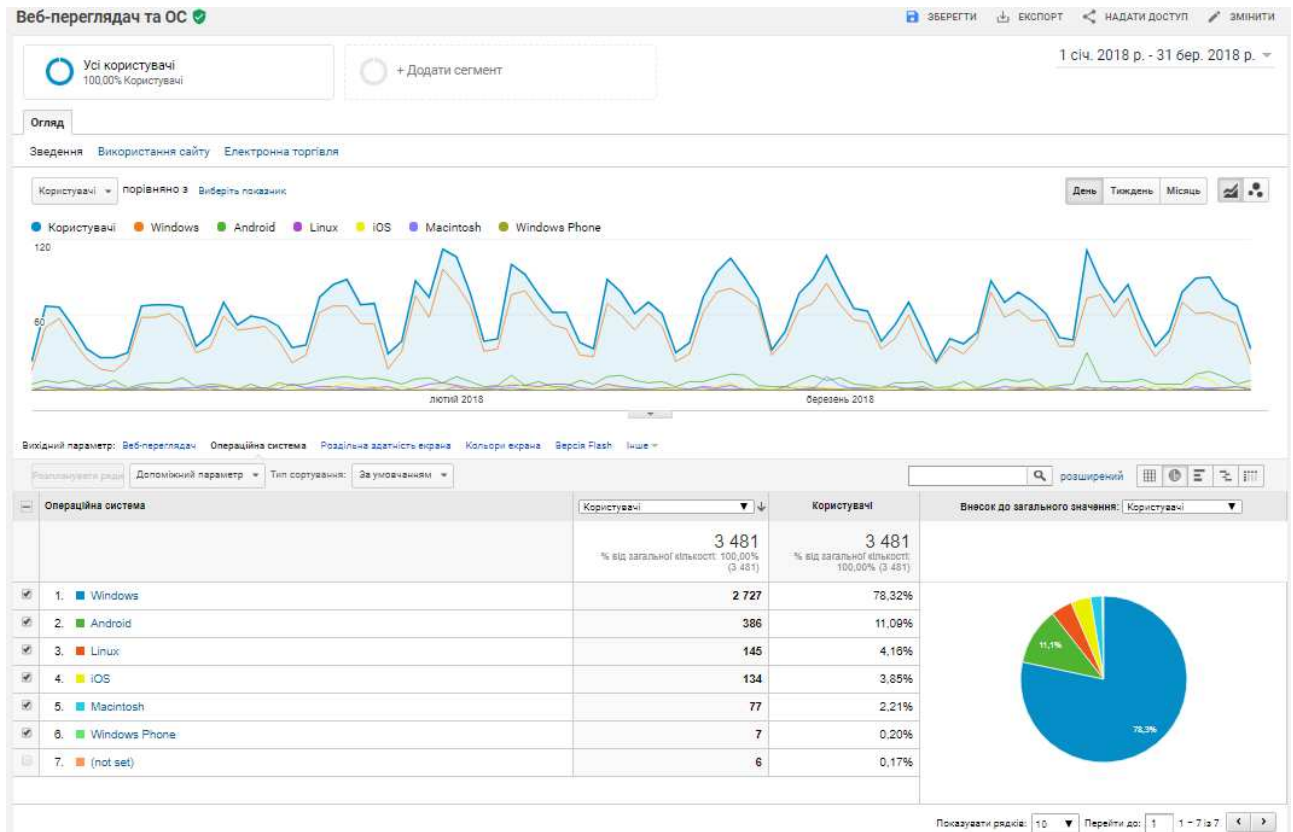 Веб-переглядач та ОС
ЗБЕРЕГТИ ЕКСПОРТ НАДАТИ ДОСТУП ЗМІНИТИ
Усі користувачі
100,00% Користувачі
+ Додати сегмент
1 січ. 2018 р. - 31 бер. 2018 р.
Огляд
Зведення Використання сайту Електронна торгівля
Користувачі порівняно з Виберіть показник
День Тиждень Місяць
Користувачі Windows Android Linux iOS Macintosh Windows Phone
120
60
лютий 2018 березень 2018
Вихідний параметр: Веб-переглядач Операційна система Роздільна здатність екрана Кольори екрана Версія Flash Інше
Допоміжний параметр Тип сортування: За умовчанням
розширений
Операційна система Користувачі Користувачі Внесок до загального значення: Користувачі
3 481 3 481
% від загальної кількості: 100,00% % від загальної кількості:
(3 481) 100,00% (3 481)
1. Windows 2 727 78,32%
2. Android 386 11,09%
3. Linux 145 4,16%
4. iOS 134 3,85%
5. Macintosh 77 2,21%
6. Windows Phone 7 0,20%
7. (not set) 6 0,17%
11,1%
78,3%
Показувати рядків: 10 Перейти до: 1 1 – 7 із 7